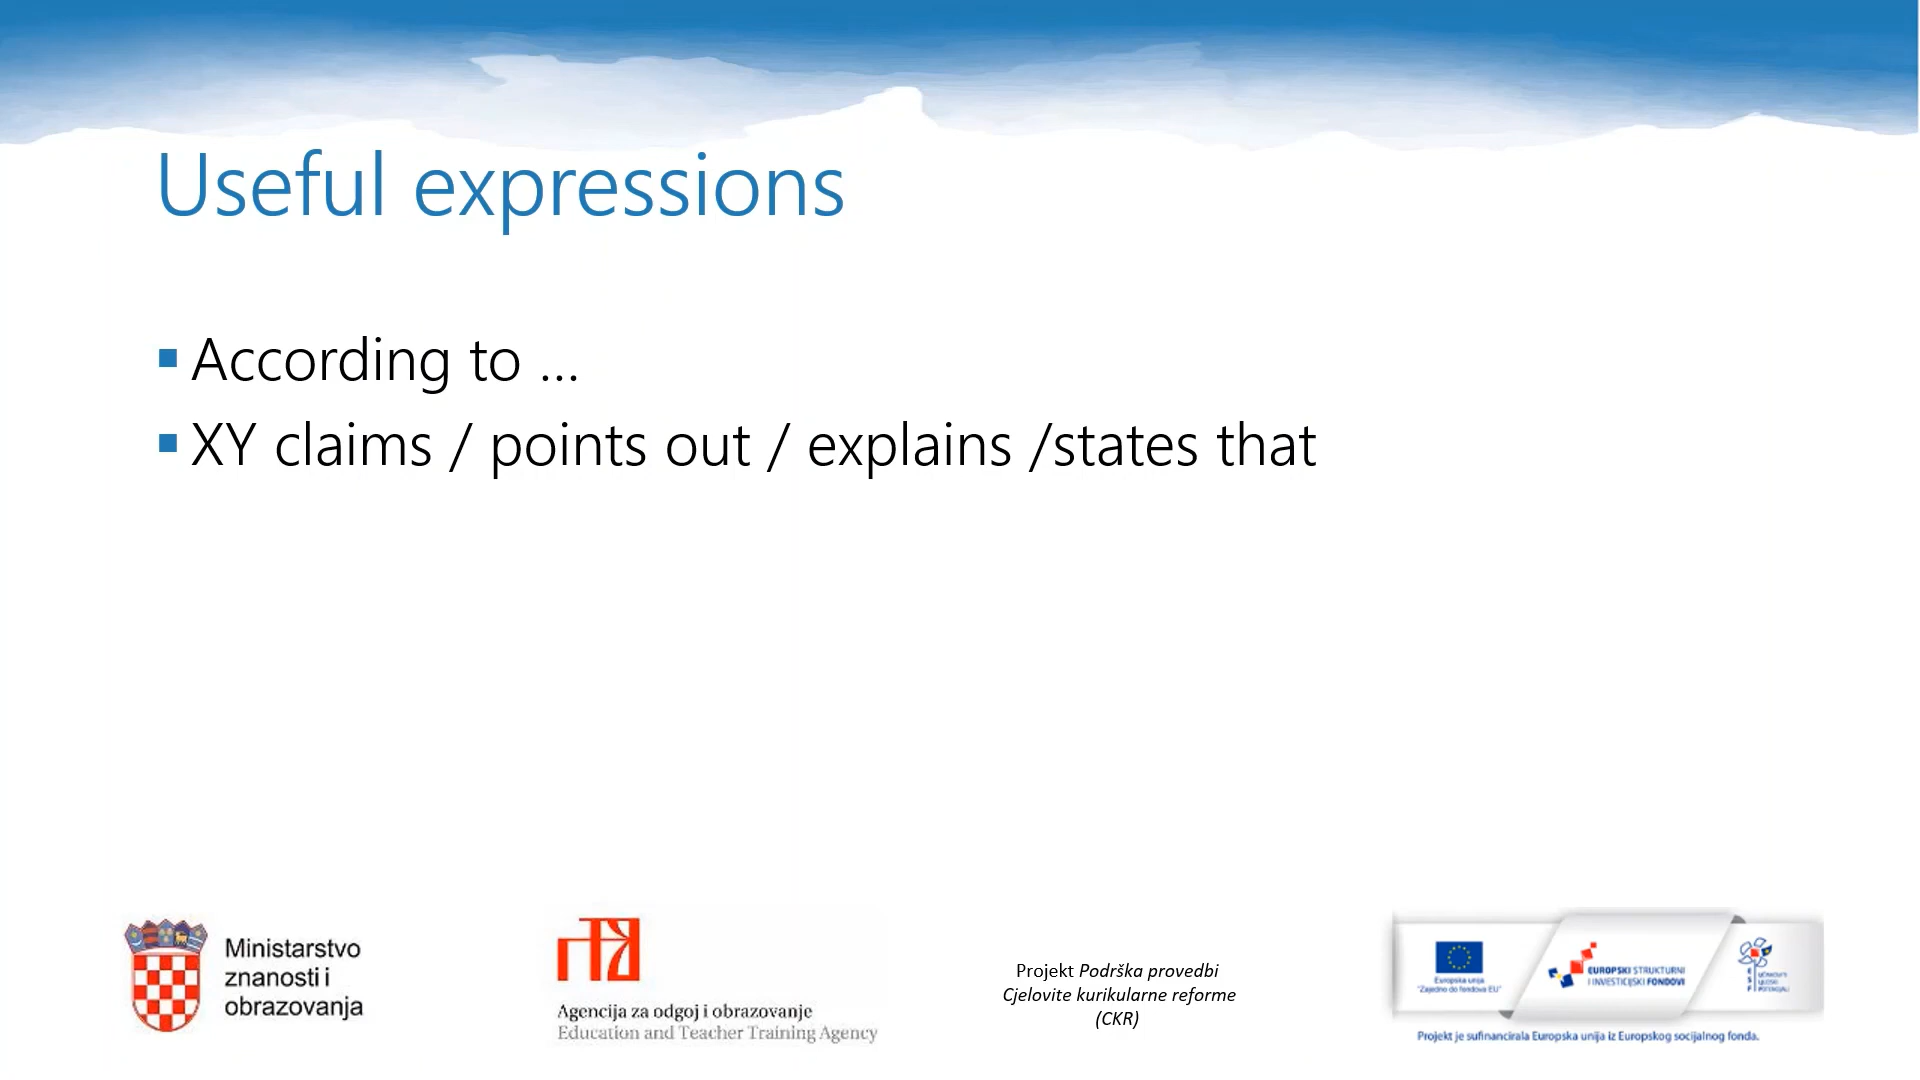 Useful expressions
▪ According to …
▪ XY claims / points out / explains /states that
Ministarstvo
znanosti i
obrazovanja
Agencija za odgoj i obrazovanje
Education and Teacher Training Agency
Projekt Podrška provedbi
Cjelovite kurikularne reforme
(CKR)
Europska unija
"Zajedno do fondova EU"
EUROPSKI STRUKTURNI
I INVESTICIJSKI FONDOVI
Projekt je sufinancirala Europska unija iz Europskog socijalnog fonda.